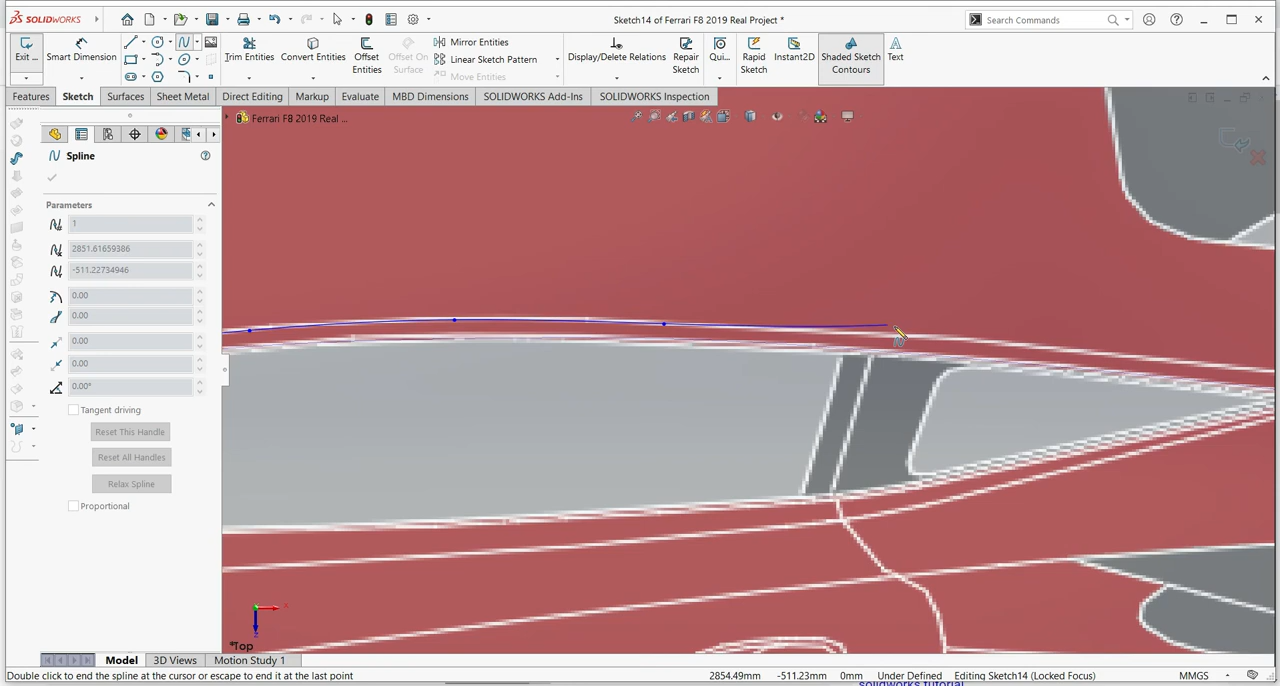 SOLIDWORKS
Sketch14 of Ferrari F8 2019 Real Project *
Search Commands
Exit ...
Smart Dimension
Trim Entities
Convert Entities
Offset Entities
Offset On Surface
Mirror Entities
Linear Sketch Pattern
Move Entities
Display/Delete Relations
Repair Sketch
Qui...
Rapid Sketch
Instant2D
Shaded Sketch Contours
Text
Features
Sketch
Surfaces
Sheet Metal
Direct Editing
Markup
Evaluate
MBD Dimensions
SOLIDWORKS Add-Ins
SOLIDWORKS Inspection
Ferrari F8 2019 Real ...
Spline
Parameters
1
2851.61659386
-511.22734946
0.00
0.00
0.00
0.00
0.00°
Tangent driving
Reset This Handle
Reset All Handles
Relax Spline
Proportional
*Top
Model
3D Views
Motion Study 1
Double click to end the spline at the cursor or escape to end it at the last point
2854.49mm
-511.23mm
0mm
Under Defined
Editing Sketch14 (Locked Focus)
MMGS
solidworks tutorial